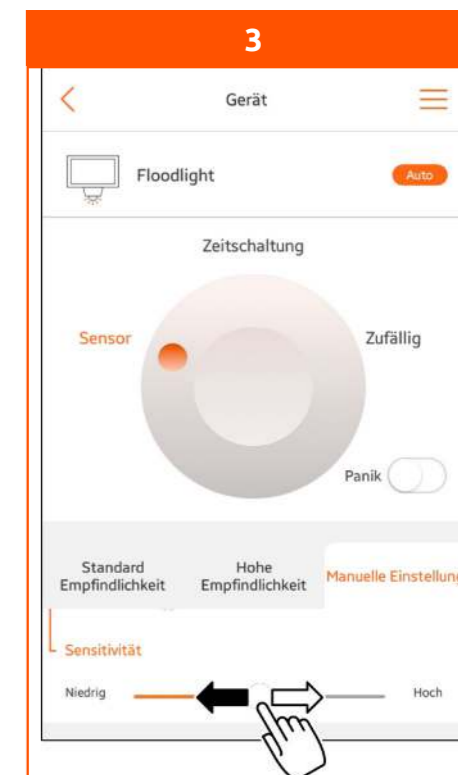 3
Gerät
Floodlight
Auto
Zeitschaltung
Sensor
Zufällig
Panik
Standard
Empfindlichkeit
Hohe
Empfindlichkeit
Manuelle Einstellung
Sensitivität
Niedrig
Hoch